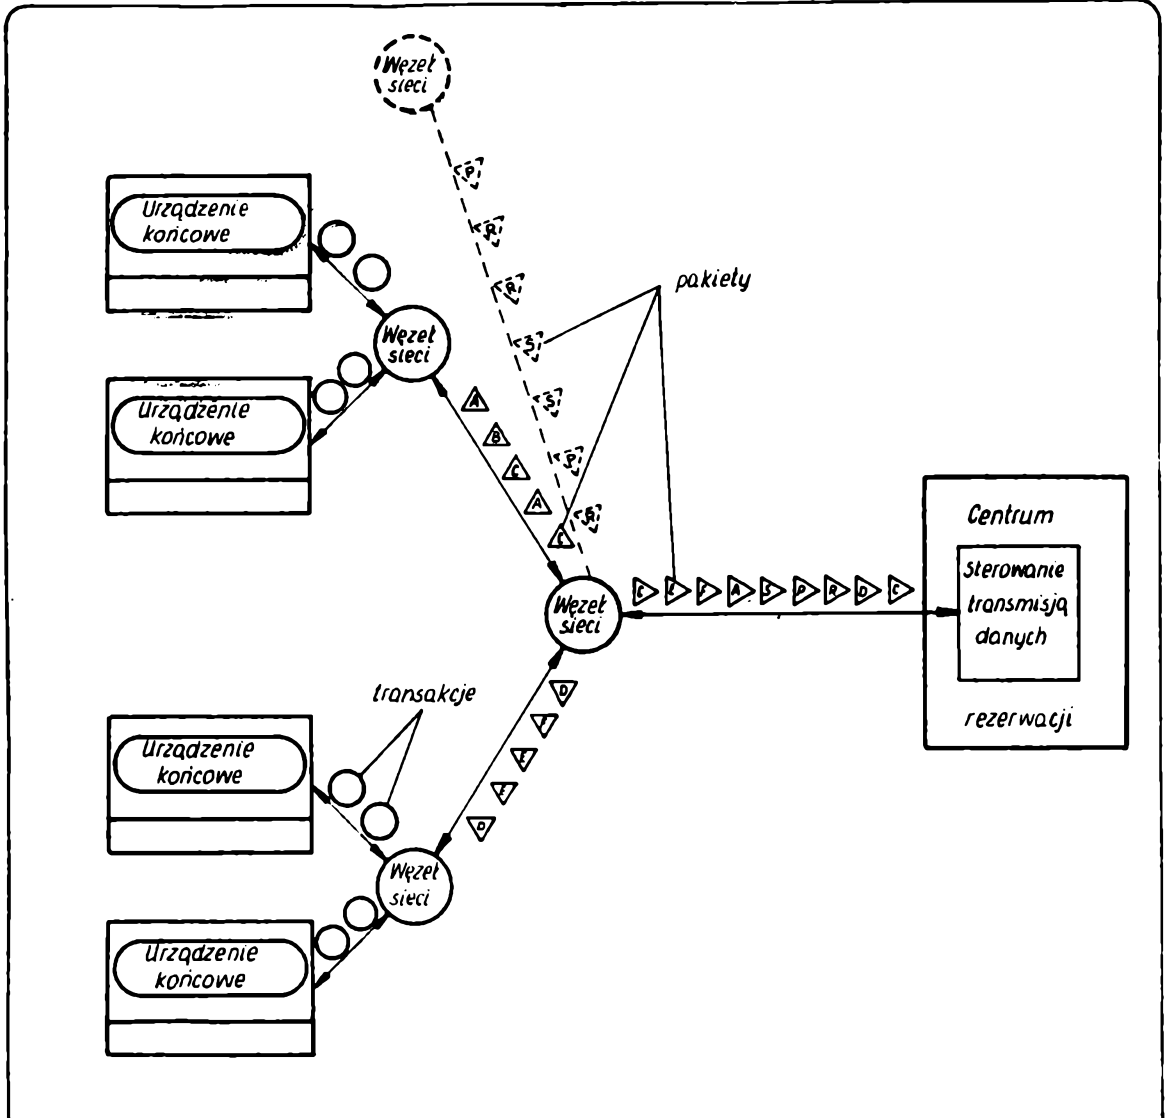 Węzeł
sieci
P
R
R
S
S
P
Urządzenie
końcowe
pakiety
Węzeł
sieci
Urządzenie
końcowe
A
B
C
A
C
Centrum
sterowanie
transmisją
danych
rezerwacji
E F A S P R D C
Węzeł
sieci
D
F
E
E
D
transakcje
Urządzenie
końcowe
Węzeł
sieci
Urządzenie
końcowe